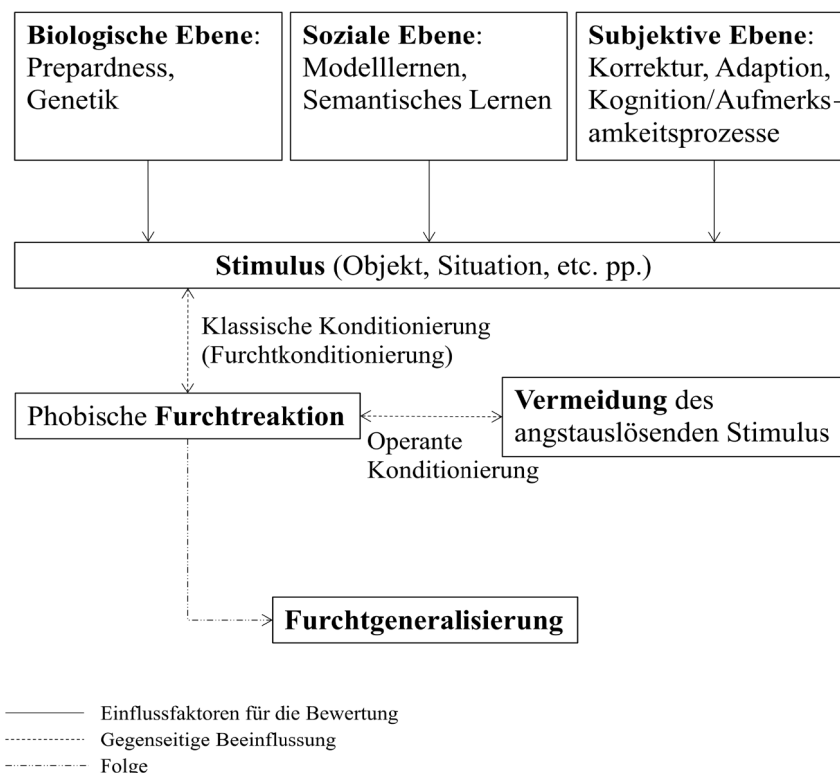 Biologische Ebene:
Prepardness,
Genetik
Soziale Ebene:
Modelllernen,
Semantisches Lernen
Subjektive Ebene:
Korrektur, Adaption,
Kognition/Aufmerks-
amkeitsprozesse
Stimulus (Objekt, Situation, etc. pp.)
Klassische Konditionierung
(Furchtkonditionierung)
Phobische Furchtreaktion
Operante
Konditionierung
Vermeidung des
angstauslösenden Stimulus
Furchtgeneralisierung
Einflussfaktoren für die Bewertung
Gegenseitige Beeinflussung
Folge